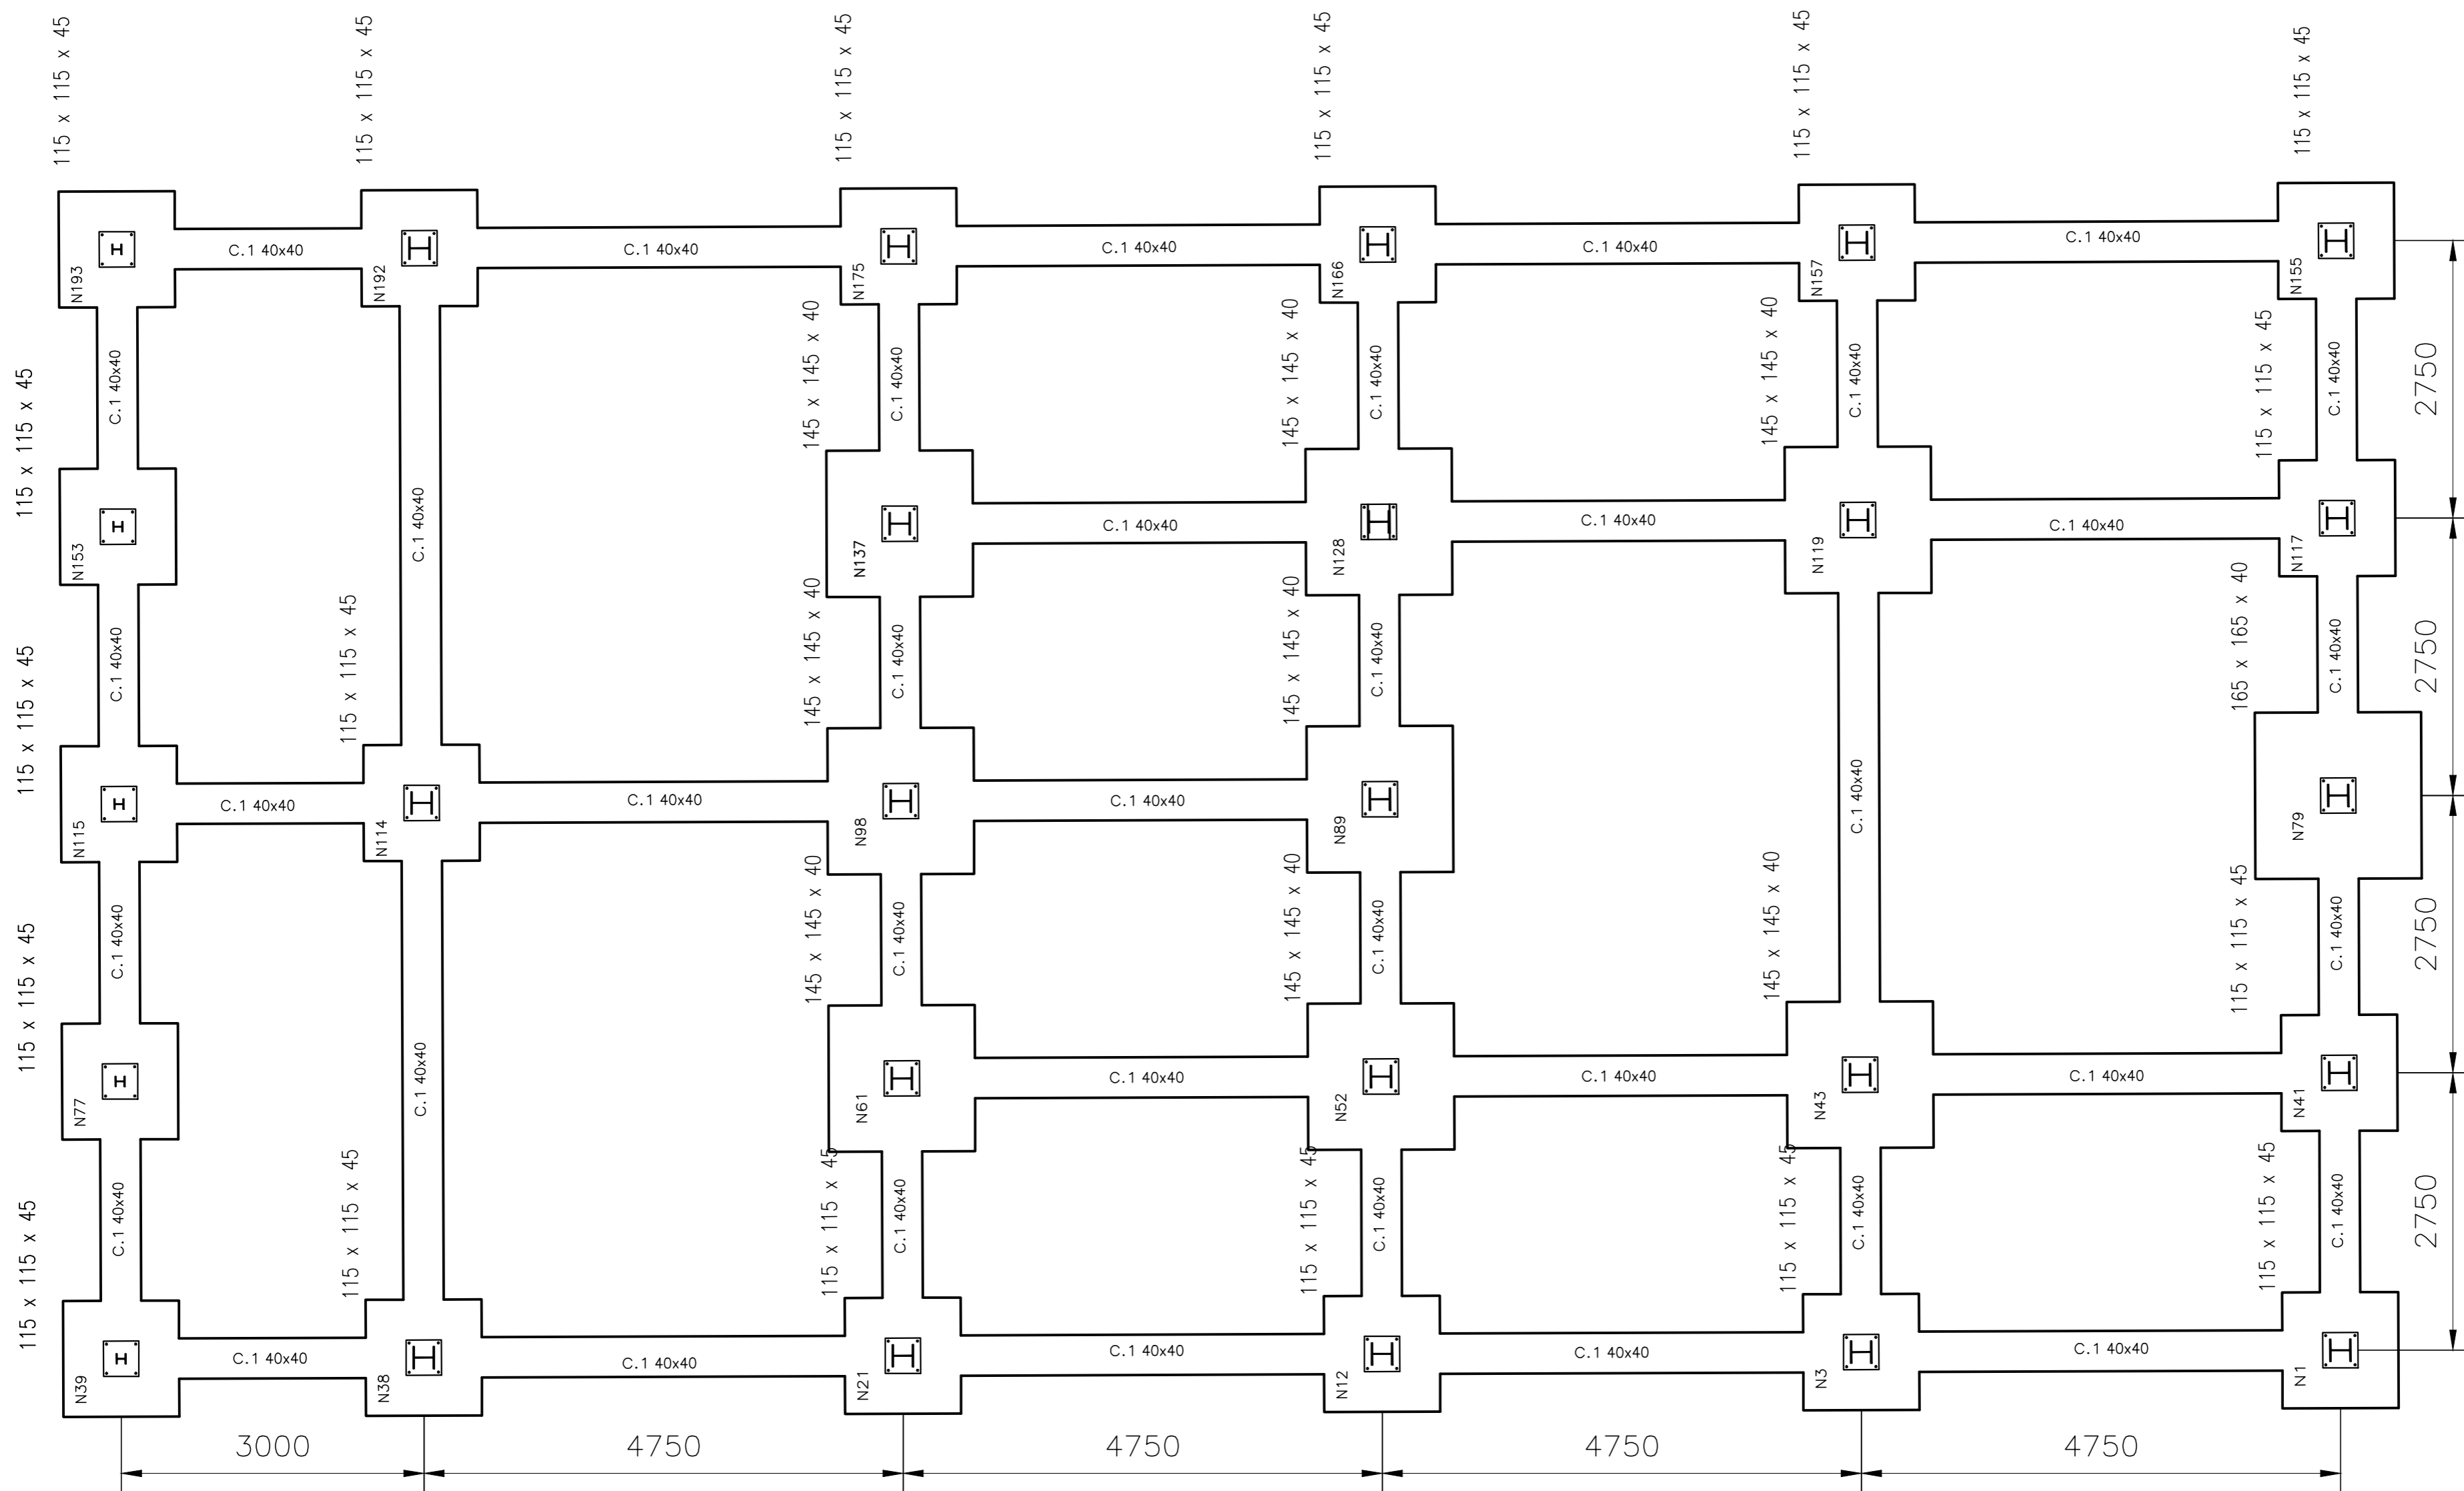 115 x 115 x 45
115 x 115 x 45
115 x 115 x 45
115 x 115 x 45
115 x 115 x 45
115 x 115 x 45
C.1 40x40
C.1 40x40
C.1 40x40
C.1 40x40
C.1 40x40
N193
N192
N175
N166
N157
N155
115 x 115 x 45
C.1 40x40
145 x 145 x 40
C.1 40x40
145 x 145 x 40
C.1 40x40
145 x 145 x 40
C.1 40x40
115 x 115 x 45
C.1 40x40
2750
C.1 40x40
C.1 40x40
C.1 40x40
C.1 40x40
N153
N137
N128
N119
N117
115 x 115 x 45
C.1 40x40
115 x 115 x 45
145 x 145 x 40
C.1 40x40
145 x 145 x 40
C.1 40x40
165 x 165 x 40
C.1 40x40
2750
C.1 40x40
C.1 40x40
C.1 40x40
C.1 40x40
N115
N114
N98
N89
N79
115 x 115 x 45
C.1 40x40
145 x 145 x 40
C.1 40x40
145 x 145 x 40
C.1 40x40
145 x 145 x 40
115 x 115 x 45
C.1 40x40
2750
C.1 40x40
C.1 40x40
C.1 40x40
C.1 40x40
N77
N61
N52
N43
N41
115 x 115 x 45
C.1 40x40
115 x 115 x 45
115 x 115 x 45
C.1 40x40
115 x 115 x 45
C.1 40x40
115 x 115 x 45
C.1 40x40
115 x 115 x 45
C.1 40x40
2750
C.1 40x40
C.1 40x40
C.1 40x40
C.1 40x40
C.1 40x40
N39
N38
N21
N12
N3
N1
3000
4750
4750
4750
4750